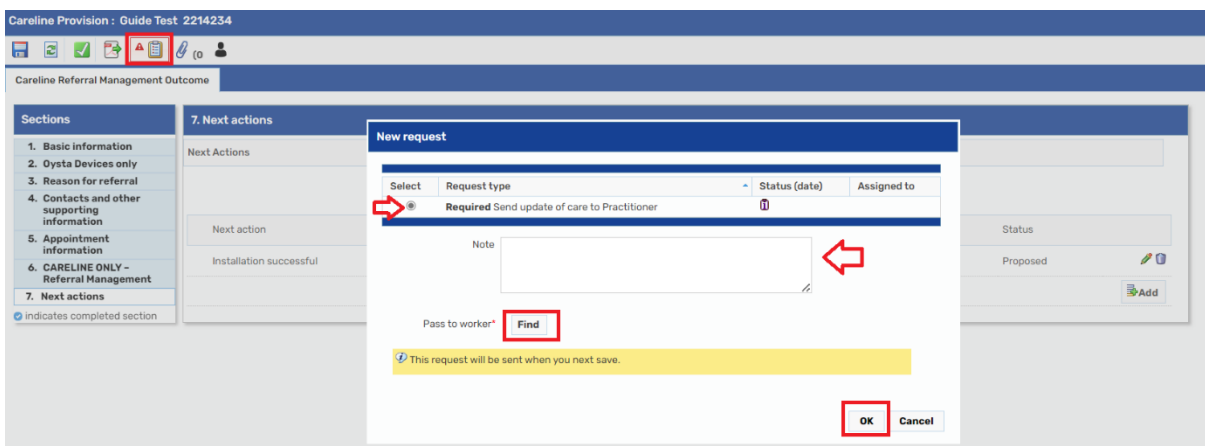 Careline Provision : Guide Test 2214234
(0
Careline Referral Management Outcome
Sections
1. Basic information
2. Oysta Devices only
3. Reason for referral
4. Contacts and other
supporting
information
5. Appointment
information
6. CARELINE ONLY –
Referral Management
7. Next actions
indicates completed section
7. Next actions
Next Actions
Next action
Status
Installation successful
Proposed
Add
New request
Select Request type Status (date) Assigned to
Required Send update of care to Practitioner
Note
Pass to worker* Find
This request will be sent when you next save.
OK Cancel